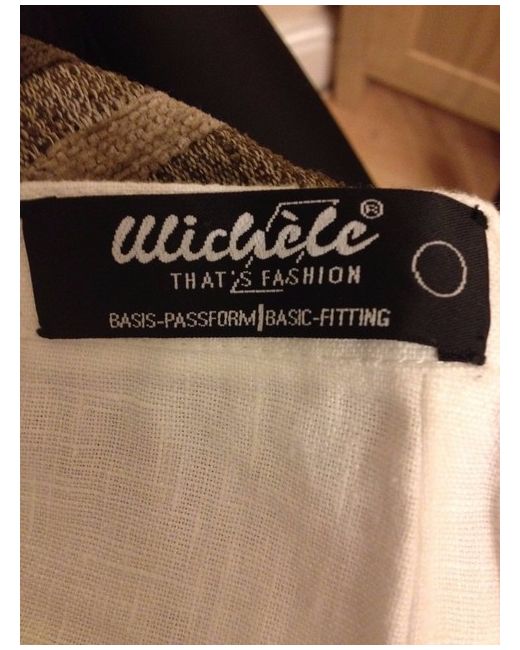 Michèle®
THAT'S FASHION
BASIS-PASSFORM|BASIC-FITTING